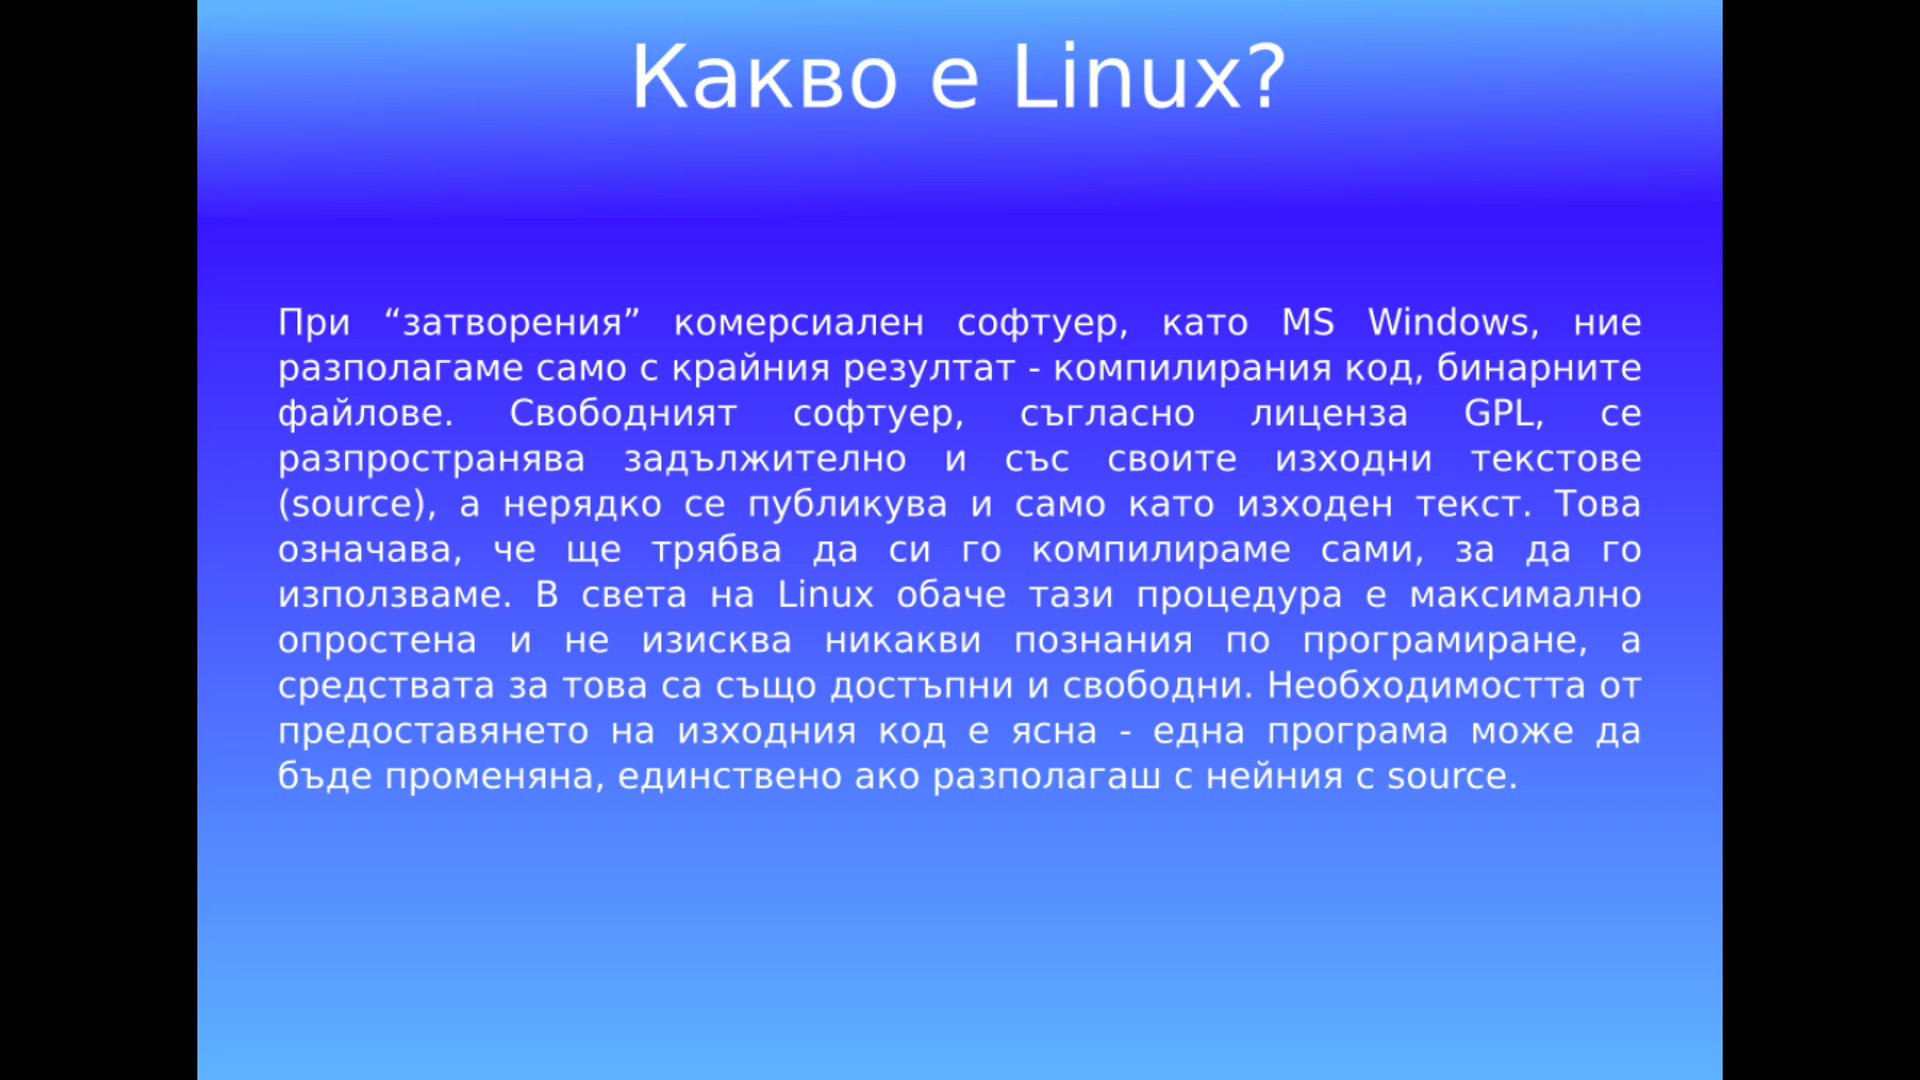 Какво е Linux?
При “затворения” комерсиален софтуер, като MS Windows, ние
разполагаме само с крайния резултат - компилирания код, бинарните
файлове. Свободният софтуер, съгласно лиценза GPL, се
разпространява задължително и със своите изходни текстове
(source), а нерядко се публикува и само като изходен текст. Това
означава, че ще трябва да си го компилираме сами, за да го
използваме. В света на Linux обаче тази процедура е максимално
опростена и не изисква никакви познания по програмиране, а
средствата за това са също достъпни и свободни. Необходимостта от
предоставянето на изходния код е ясна - една програма може да
бъде променяна, единствено ако разполагаш с нейния с source.